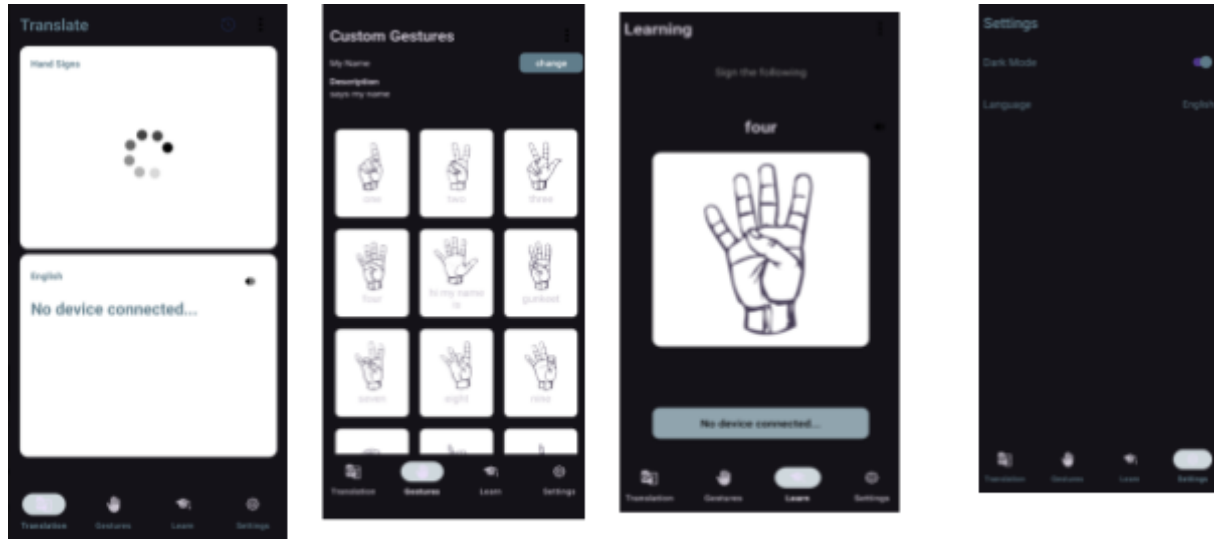 Translate
Hand Signs
English
No device connected...
Translation Gestures Learn Settings
Custom Gestures
My Name
change
Description
says my name
one two three
four hi my name is
seven eight nine
Translation Gestures Learn Settings
Learning
Sign the following
four
No device connected...
Translation Gestures Learn Settings
Settings
Dark Mode
Language English
Translation Gestures Learn Settings